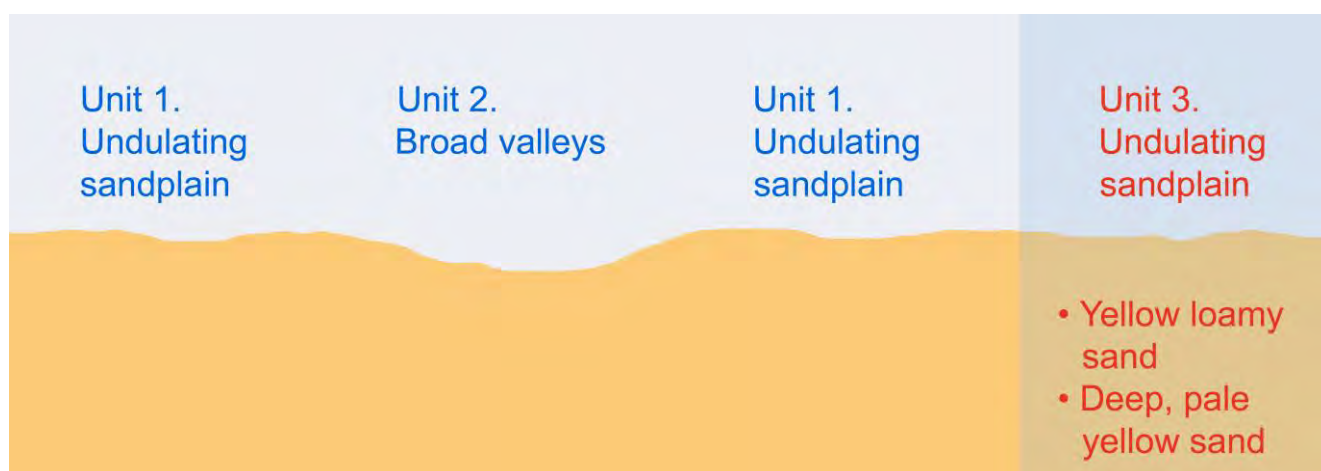 Unit 1.
Undulating
sandplain
Unit 2.
Broad valleys
Unit 1.
Undulating
sandplain
Unit 3.
Undulating
sandplain
• Yellow loamy
sand
• Deep, pale
yellow sand